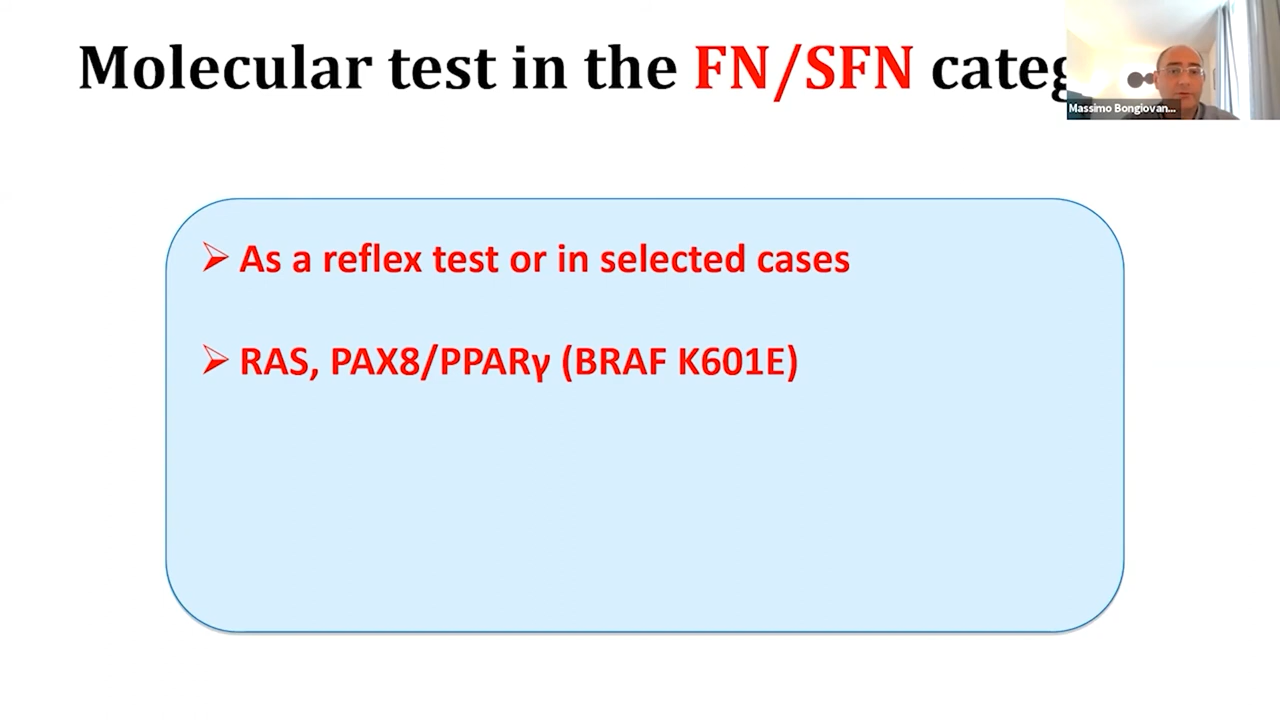 Molecular test in the FN/SFN categ
Massimo Bongiovan...
➢ As a reflex test or in selected cases
➢ RAS, PAX8/PPARγ (BRAF K601E)